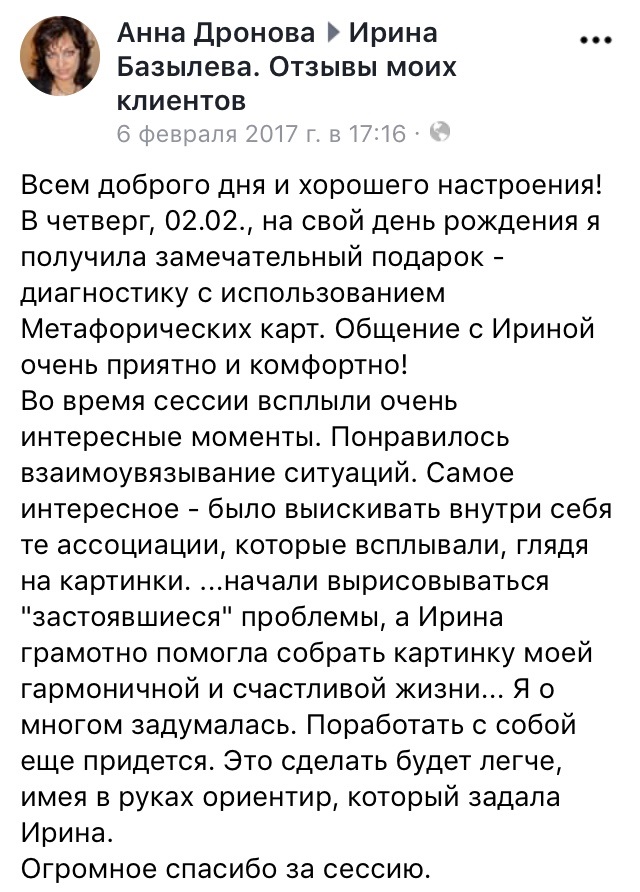 Анна Дронова ▶ Ирина
Базылева. Отзывы моих
клиентов
6 февраля 2017 г. в 17:16 ·
Всем доброго дня и хорошего настроения!
В четверг, 02.02., на свой день рождения я
получила замечательный подарок -
диагностику с использованием
Метафорических карт. Общение с Ириной
очень приятно и комфортно!
Во время сессии всплыли очень
интересные моменты. Понравилось
взаимоувязывание ситуаций. Самое
интересное - было выискивать внутри себя
те ассоциации, которые всплывали, глядя
на картинки. ...начали вырисовываться
"застоявшиеся" проблемы, а Ирина
грамотно помогла собрать картинку моей
гармоничной и счастливой жизни... Я о
многом задумалась. Поработать с собой
еще придется. Это сделать будет легче,
имея в руках ориентир, который задала
Ирина.
Огромное спасибо за сессию.